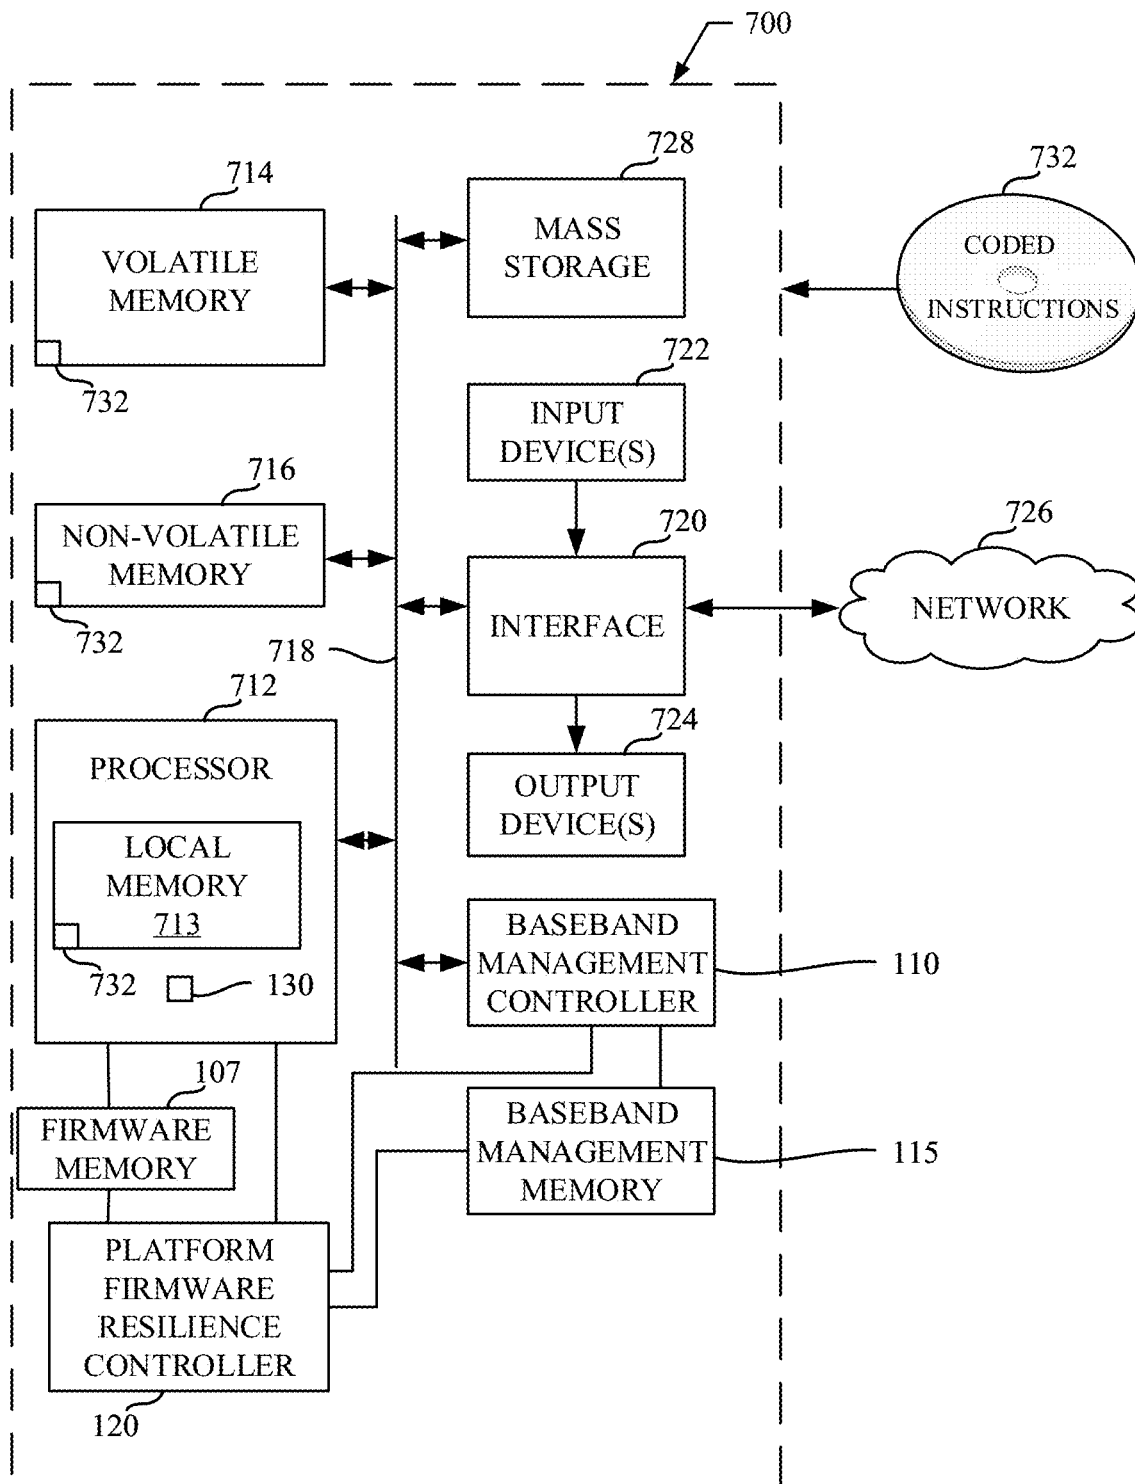 700
714
VOLATILE
MEMORY
732
728
MASS
STORAGE
732
CODED
INSTRUCTIONS
722
INPUT
DEVICE(S)
716
NON-VOLATILE
MEMORY
732
718
720
INTERFACE
726
NETWORK
712
PROCESSOR
LOCAL
MEMORY
713
732
130
724
OUTPUT
DEVICE(S)
BASEBAND
MANAGEMENT
CONTROLLER
110
107
FIRMWARE
MEMORY
BASEBAND
MANAGEMENT
MEMORY
115
PLATFORM
FIRMWARE
RESILIENCE
CONTROLLER
120